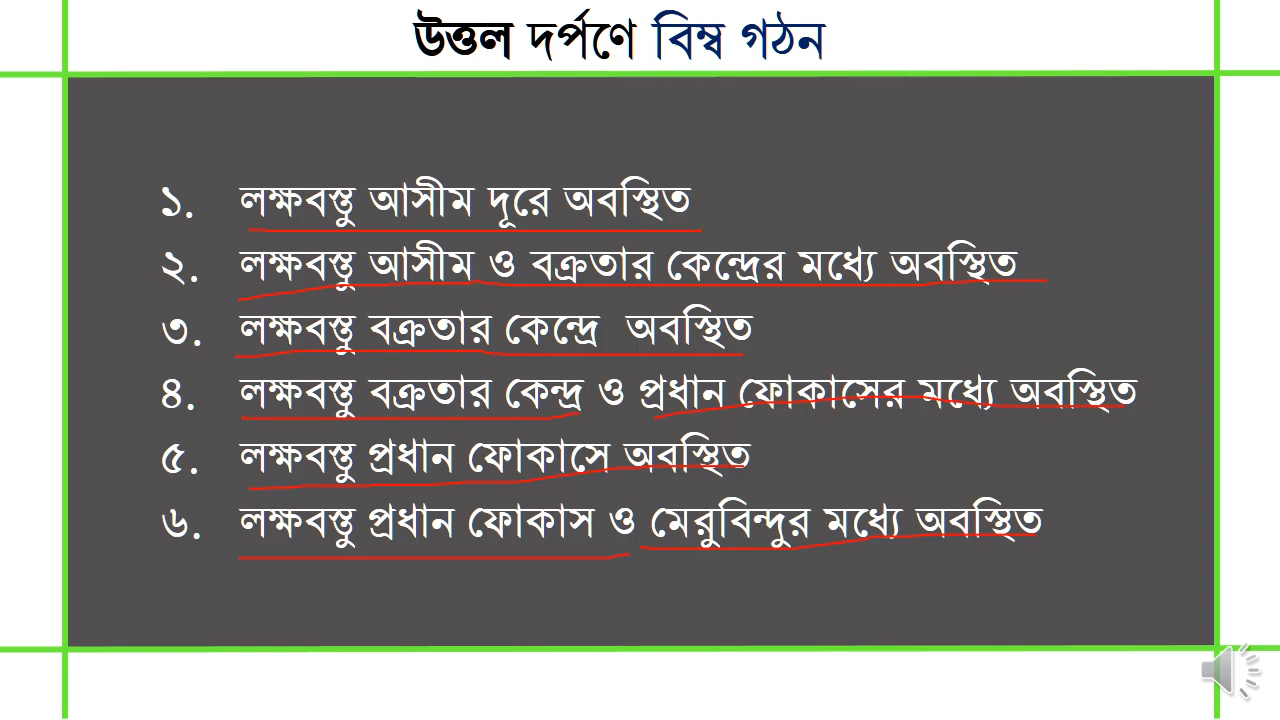 উত্তল দর্পণে বিম্ব গঠন
১. লক্ষবস্তু আসীম দূরে অবস্থিত
২. লক্ষবস্তু আসীম ও বক্রতার কেন্দ্রের মধ্যে অবস্থিত
৩. লক্ষবস্তু বক্রতার কেন্দ্রে অবস্থিত
৪. লক্ষবস্তু বক্রতার কেন্দ্র ও প্রধান ফোকাসের মধ্যে অবস্থিত
৫. লক্ষবস্তু প্রধান ফোকাসে অবস্থিত
৬. লক্ষবস্তু প্রধান ফোকাস ও মেরুবিন্দুর মধ্যে অবস্থিত